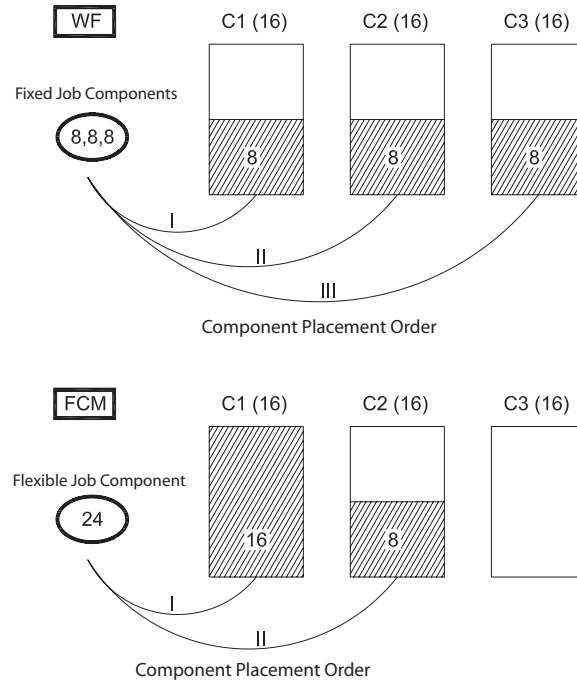 WF C1 (16) C2 (16) C3 (16)
Fixed Job Components
8,8,8
8 8 8
I
II
III
Component Placement Order
FCM C1 (16) C2 (16) C3 (16)
Flexible Job Component
24
16 8
I
II
Component Placement Order